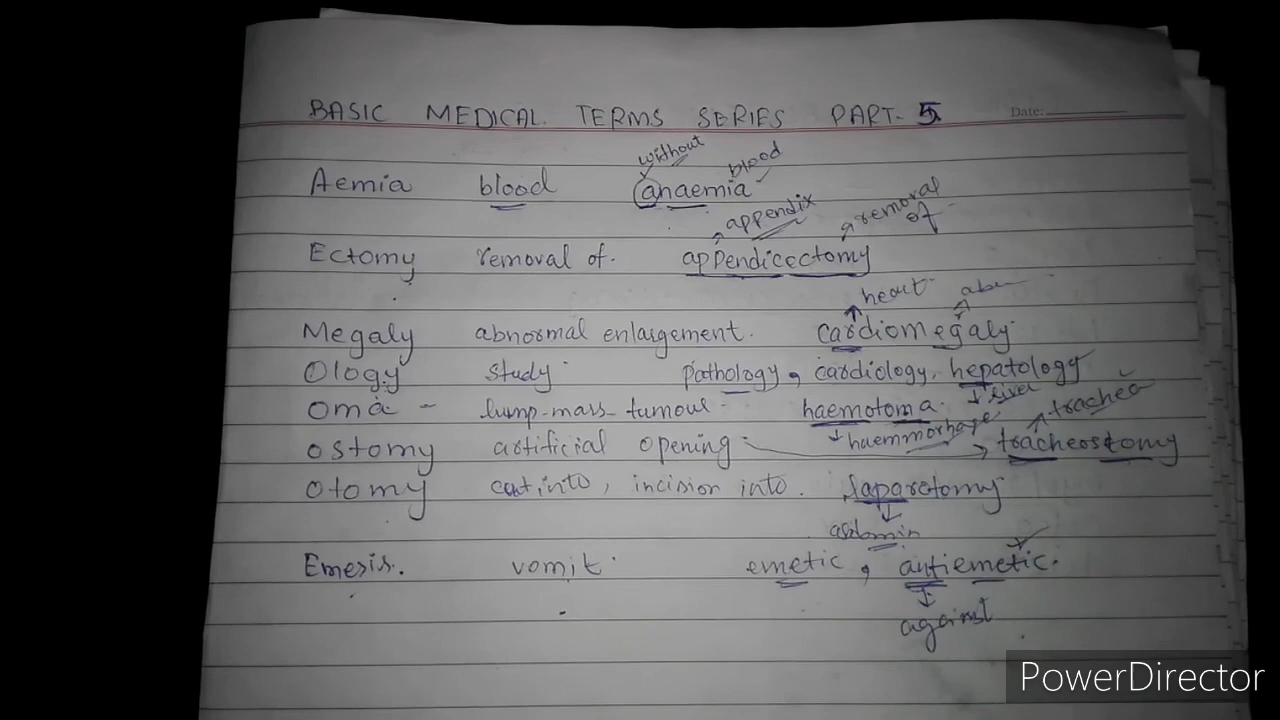 BASIC MEDICAL TERMS SERIES PART-5
Date:
without blood
Aemia blood anaemia
appendix removal of
Ectomy removal of. appendicectomy
heart abn
Megaly abnormal enlargement. cardiomegaly
Ology study pathology, cardiology, hepatology
liver trachea
oma - lump-mass-tumour haemotoma.
haemmorhage
ostomy artificial opening tracheostomy
Otomy cut into, incision into. laporotomy
abdomin
Emesis. vomit emetic, antiemetic.
against
PowerDirector